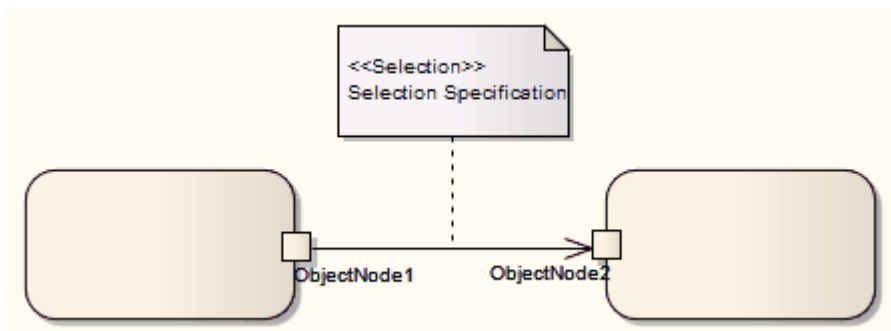 <<Selection>>
Selection Specification
ObjectNode1
ObjectNode2